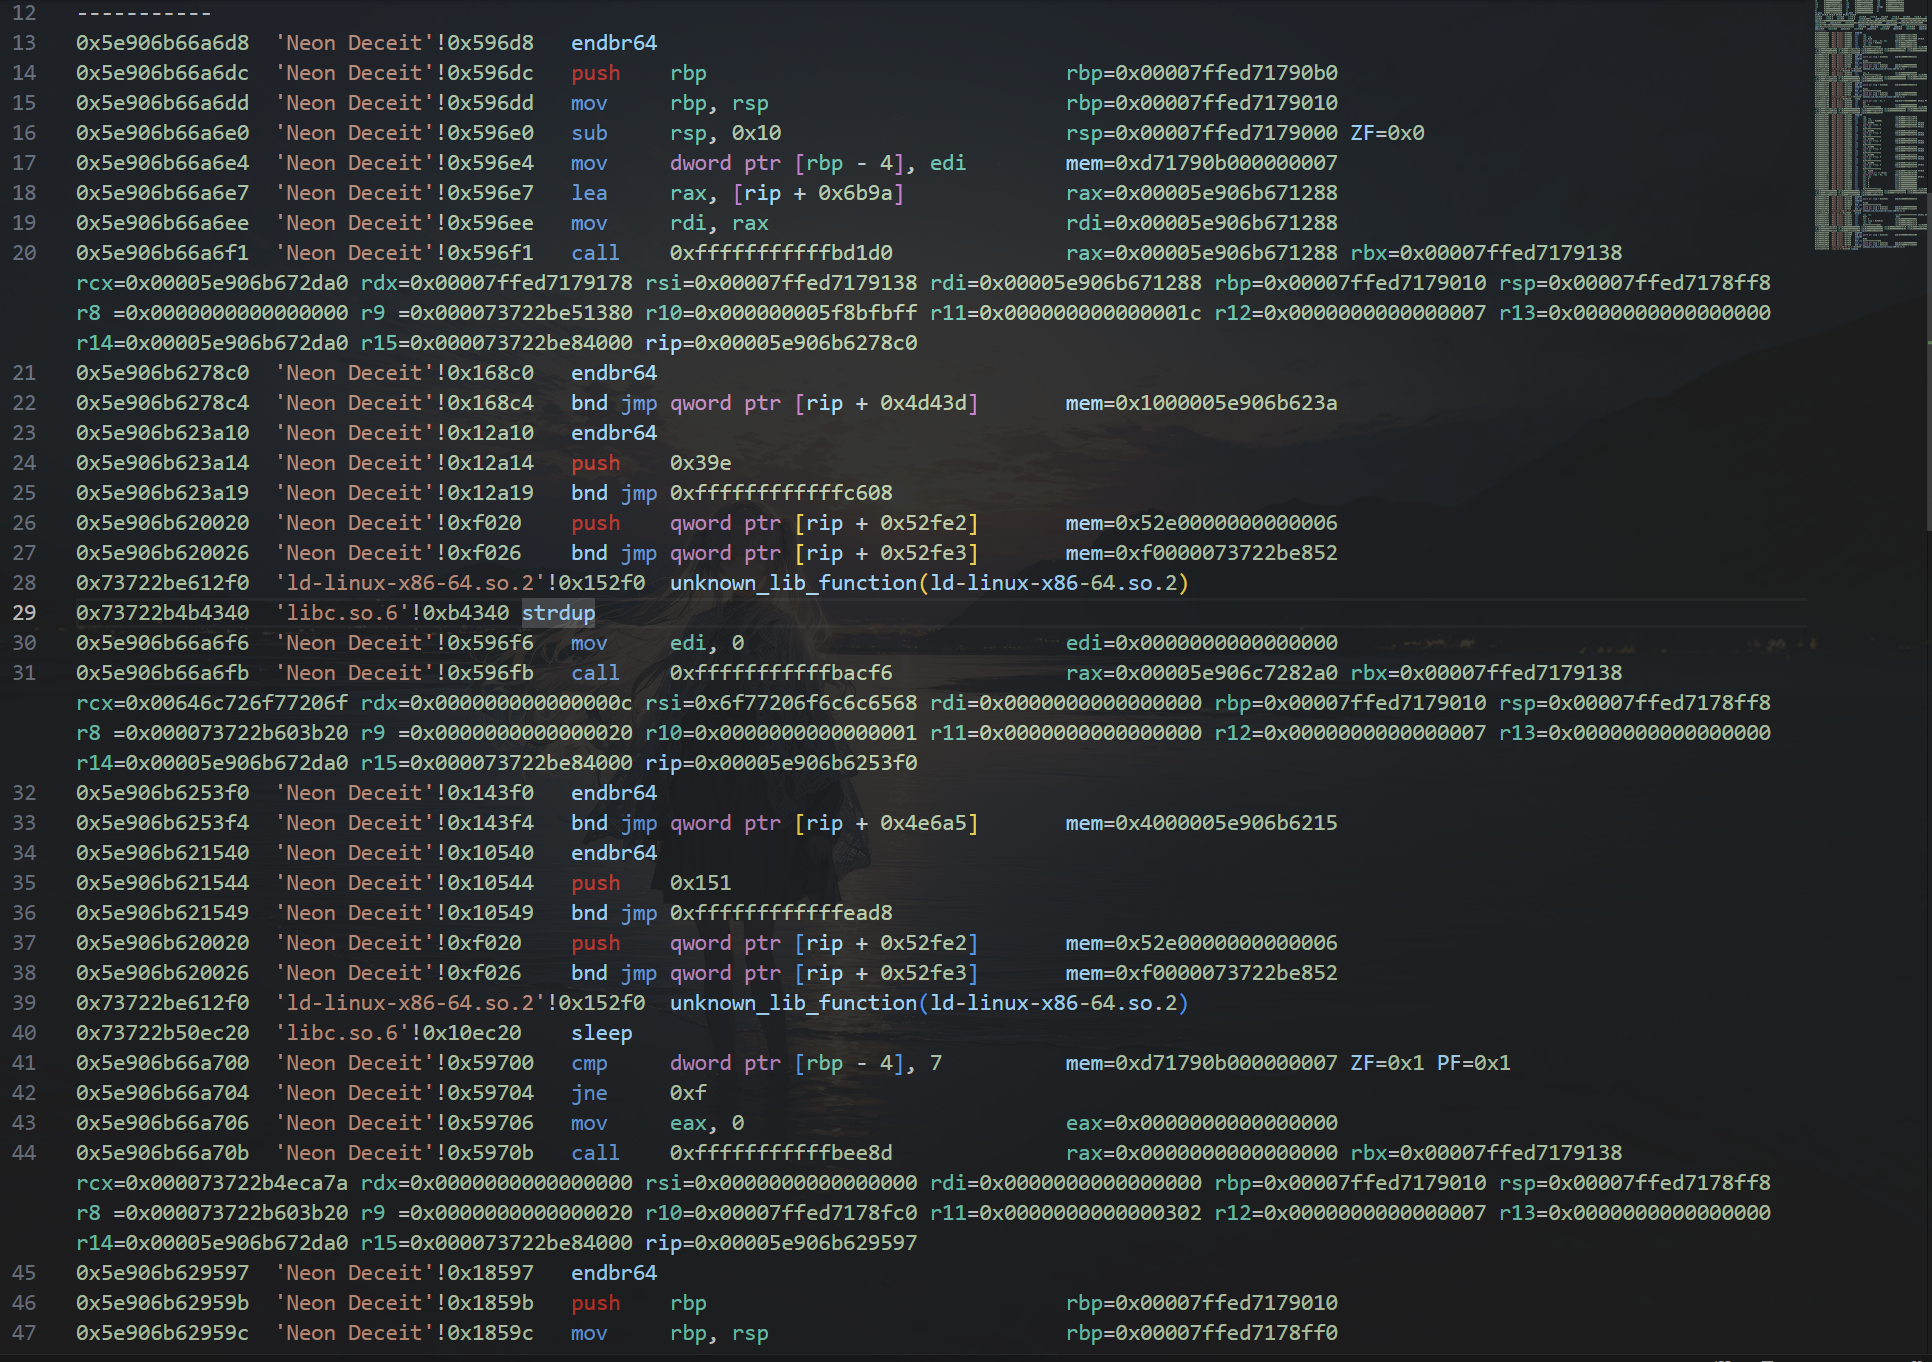 12 -----------
13 0x5e906b66a6d8 'Neon Deceit'!0x596d8 endbr64
14 0x5e906b66a6dc 'Neon Deceit'!0x596dc push rbp rbp=0x00007ffed71790b0
15 0x5e906b66a6dd 'Neon Deceit'!0x596dd mov rbp, rsp rbp=0x00007ffed7179010
16 0x5e906b66a6e0 'Neon Deceit'!0x596e0 sub rsp, 0x10 rsp=0x00007ffed7179000 ZF=0x0
17 0x5e906b66a6e4 'Neon Deceit'!0x596e4 mov dword ptr [rbp - 4], edi mem=0xd71790b000000007
18 0x5e906b66a6e7 'Neon Deceit'!0x596e7 lea rax, [rip + 0x6b9a] rax=0x00005e906b671288
19 0x5e906b66a6ee 'Neon Deceit'!0x596ee mov rdi, rax rdi=0x00005e906b671288
20 0x5e906b66a6f1 'Neon Deceit'!0x596f1 call 0xfffffffffffbd1d0 rax=0x00005e906b671288 rbx=0x00007ffed7179138
rcx=0x00005e906b672da0 rdx=0x00007ffed7179178 rsi=0x00007ffed7179138 rdi=0x00005e906b671288 rbp=0x00007ffed7179010 rsp=0x00007ffed7178ff8
r8 =0x0000000000000000 r9 =0x000073722be51380 r10=0x000000005f8bfbff r11=0x000000000000001c r12=0x0000000000000007 r13=0x0000000000000000
r14=0x00005e906b672da0 r15=0x000073722be84000 rip=0x00005e906b6278c0
21 0x5e906b6278c0 'Neon Deceit'!0x168c0 endbr64
22 0x5e906b6278c4 'Neon Deceit'!0x168c4 bnd jmp qword ptr [rip + 0x4d43d] mem=0x1000005e906b623a
23 0x5e906b623a10 'Neon Deceit'!0x12a10 endbr64
24 0x5e906b623a14 'Neon Deceit'!0x12a14 push 0x39e
25 0x5e906b623a19 'Neon Deceit'!0x12a19 bnd jmp 0xffffffffffffc608
26 0x5e906b620020 'Neon Deceit'!0xf020 push qword ptr [rip + 0x52fe2] mem=0x52e0000000000006
27 0x5e906b620026 'Neon Deceit'!0xf026 bnd jmp qword ptr [rip + 0x52fe3] mem=0xf0000073722be852
28 0x73722be612f0 'ld-linux-x86-64.so.2'!0x152f0 unknown_lib_function(ld-linux-x86-64.so.2)
29 0x73722b4b4340 'libc.so.6'!0xb4340 strdup
30 0x5e906b66a6f6 'Neon Deceit'!0x596f6 mov edi, 0 edi=0x0000000000000000
31 0x5e906b66a6fb 'Neon Deceit'!0x596fb call 0xfffffffffffbacf6 rax=0x00005e906c7282a0 rbx=0x00007ffed7179138
rcx=0x00646c726f77206f rdx=0x000000000000000c rsi=0x6f77206f6c6c6568 rdi=0x0000000000000000 rbp=0x00007ffed7179010 rsp=0x00007ffed7178ff8
r8 =0x000073722b603b20 r9 =0x0000000000000020 r10=0x0000000000000001 r11=0x0000000000000000 r12=0x0000000000000007 r13=0x0000000000000000
r14=0x00005e906b672da0 r15=0x000073722be84000 rip=0x00005e906b6253f0
32 0x5e906b6253f0 'Neon Deceit'!0x143f0 endbr64
33 0x5e906b6253f4 'Neon Deceit'!0x143f4 bnd jmp qword ptr [rip + 0x4e6a5] mem=0x4000005e906b6215
34 0x5e906b621540 'Neon Deceit'!0x10540 endbr64
35 0x5e906b621544 'Neon Deceit'!0x10544 push 0x151
36 0x5e906b621549 'Neon Deceit'!0x10549 bnd jmp 0xffffffffffffead8
37 0x5e906b620020 'Neon Deceit'!0xf020 push qword ptr [rip + 0x52fe2] mem=0x52e0000000000006
38 0x5e906b620026 'Neon Deceit'!0xf026 bnd jmp qword ptr [rip + 0x52fe3] mem=0xf0000073722be852
39 0x73722be612f0 'ld-linux-x86-64.so.2'!0x152f0 unknown_lib_function(ld-linux-x86-64.so.2)
40 0x73722b50ec20 'libc.so.6'!0x10ec20 sleep
41 0x5e906b66a700 'Neon Deceit'!0x59700 cmp dword ptr [rbp - 4], 7 mem=0xd71790b000000007 ZF=0x1 PF=0x1
42 0x5e906b66a704 'Neon Deceit'!0x59704 jne 0xf
43 0x5e906b66a706 'Neon Deceit'!0x59706 mov eax, 0 eax=0x0000000000000000
44 0x5e906b66a70b 'Neon Deceit'!0x5970b call 0xfffffffffffbee8d rax=0x0000000000000000 rbx=0x00007ffed7179138
rcx=0x000073722b4eca7a rdx=0x0000000000000000 rsi=0x0000000000000000 rdi=0x0000000000000000 rbp=0x00007ffed7179010 rsp=0x00007ffed7178ff8
r8 =0x000073722b603b20 r9 =0x0000000000000020 r10=0x00007ffed7178fc0 r11=0x0000000000000302 r12=0x0000000000000007 r13=0x0000000000000000
r14=0x00005e906b672da0 r15=0x000073722be84000 rip=0x00005e906b629597
45 0x5e906b629597 'Neon Deceit'!0x18597 endbr64
46 0x5e906b62959b 'Neon Deceit'!0x1859b push rbp rbp=0x00007ffed7179010
47 0x5e906b62959c 'Neon Deceit'!0x1859c mov rbp, rsp rbp=0x00007ffed7178ff0